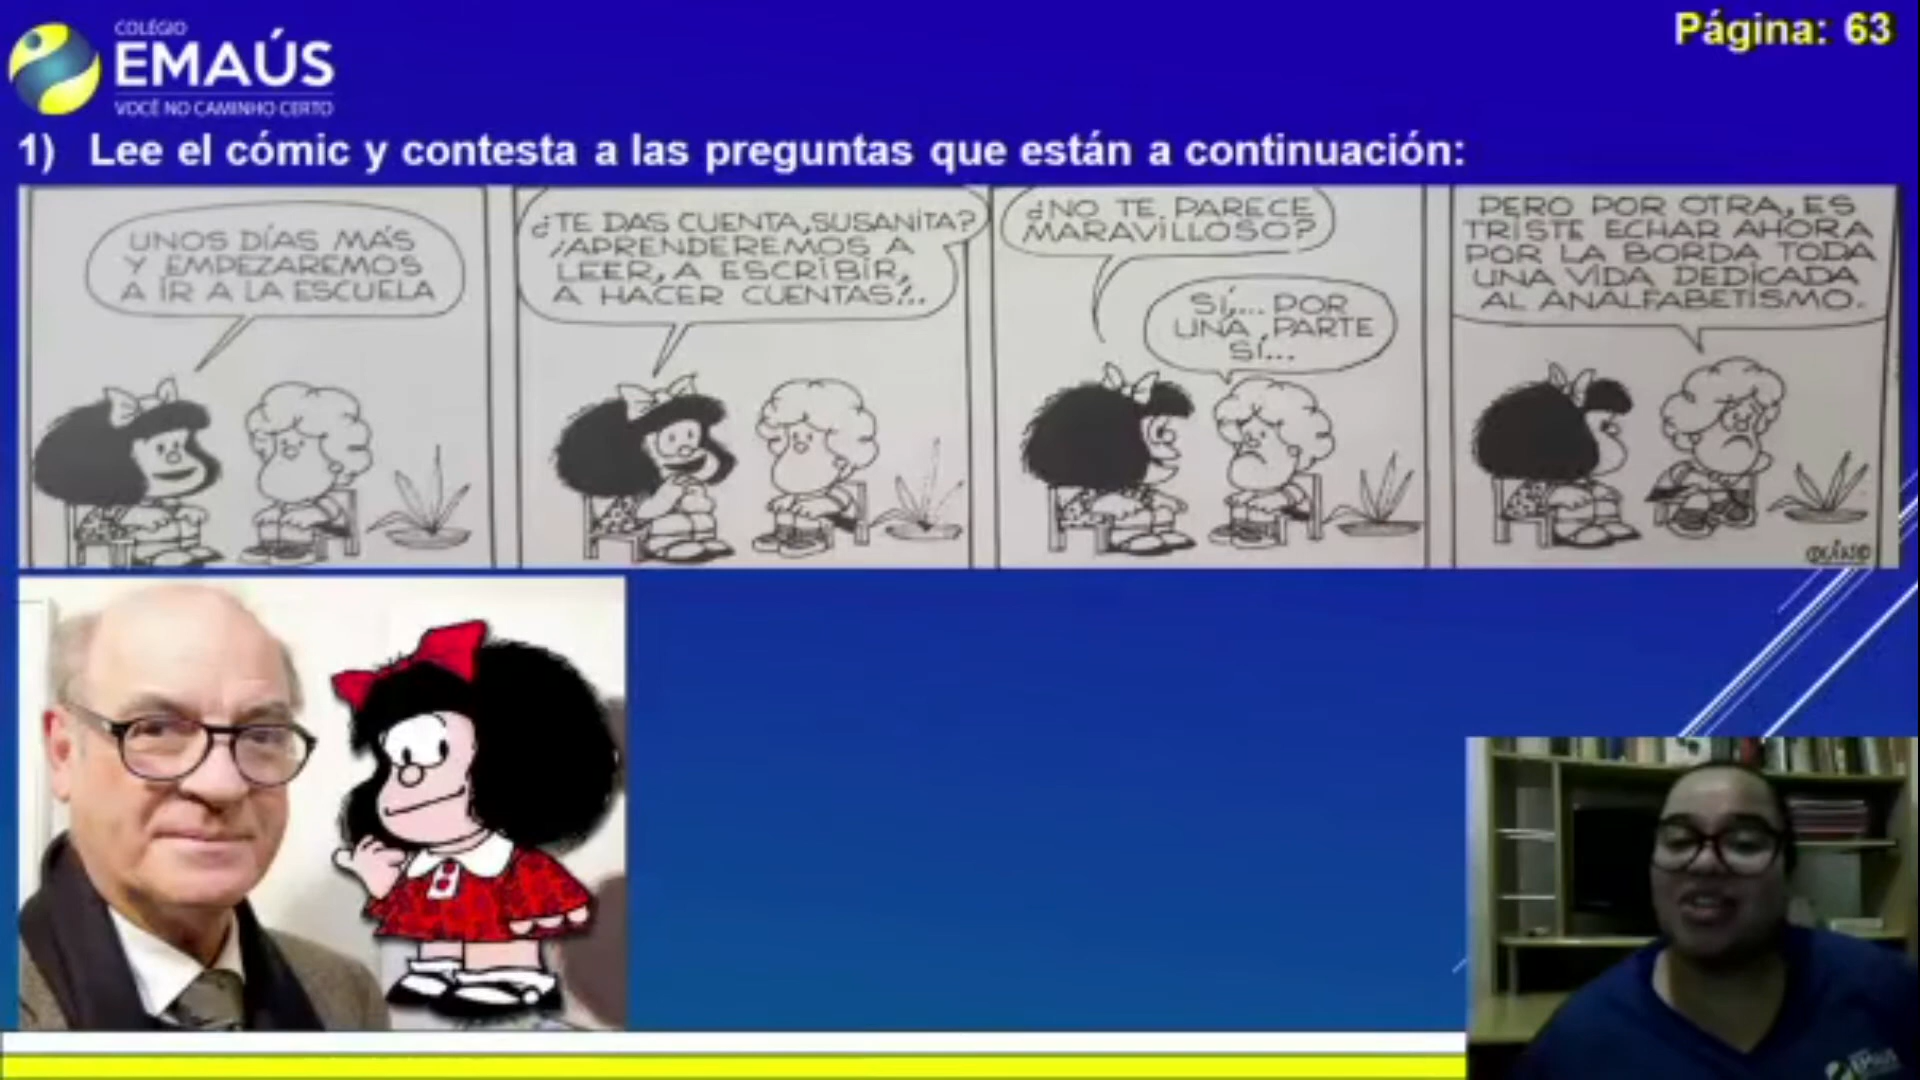 COLÉGIO
EMAÚS
VOCÊ NO CAMINHO CERTO
Página: 63
1) Lee el cómic y contesta a las preguntas que están a continuación:
UNOS DÍAS MÁS
Y EMPEZAREMOS
A IR A LA ESCUELA
¿TE DAS CUENTA, SUSANITA?
¡APRENDEREMOS A
LEER, A ESCRIBIR,
A HACER CUENTAS!..
¿NO TE PARECE
MARAVILLOSO?
SÍ,... POR
UNA PARTE
SÍ...
PERO POR OTRA, ES
TRISTE ECHAR AHORA
POR LA BORDA TODA
UNA VIDA DEDICADA
AL ANALFABETISMO.
QUINO
EMAÚS